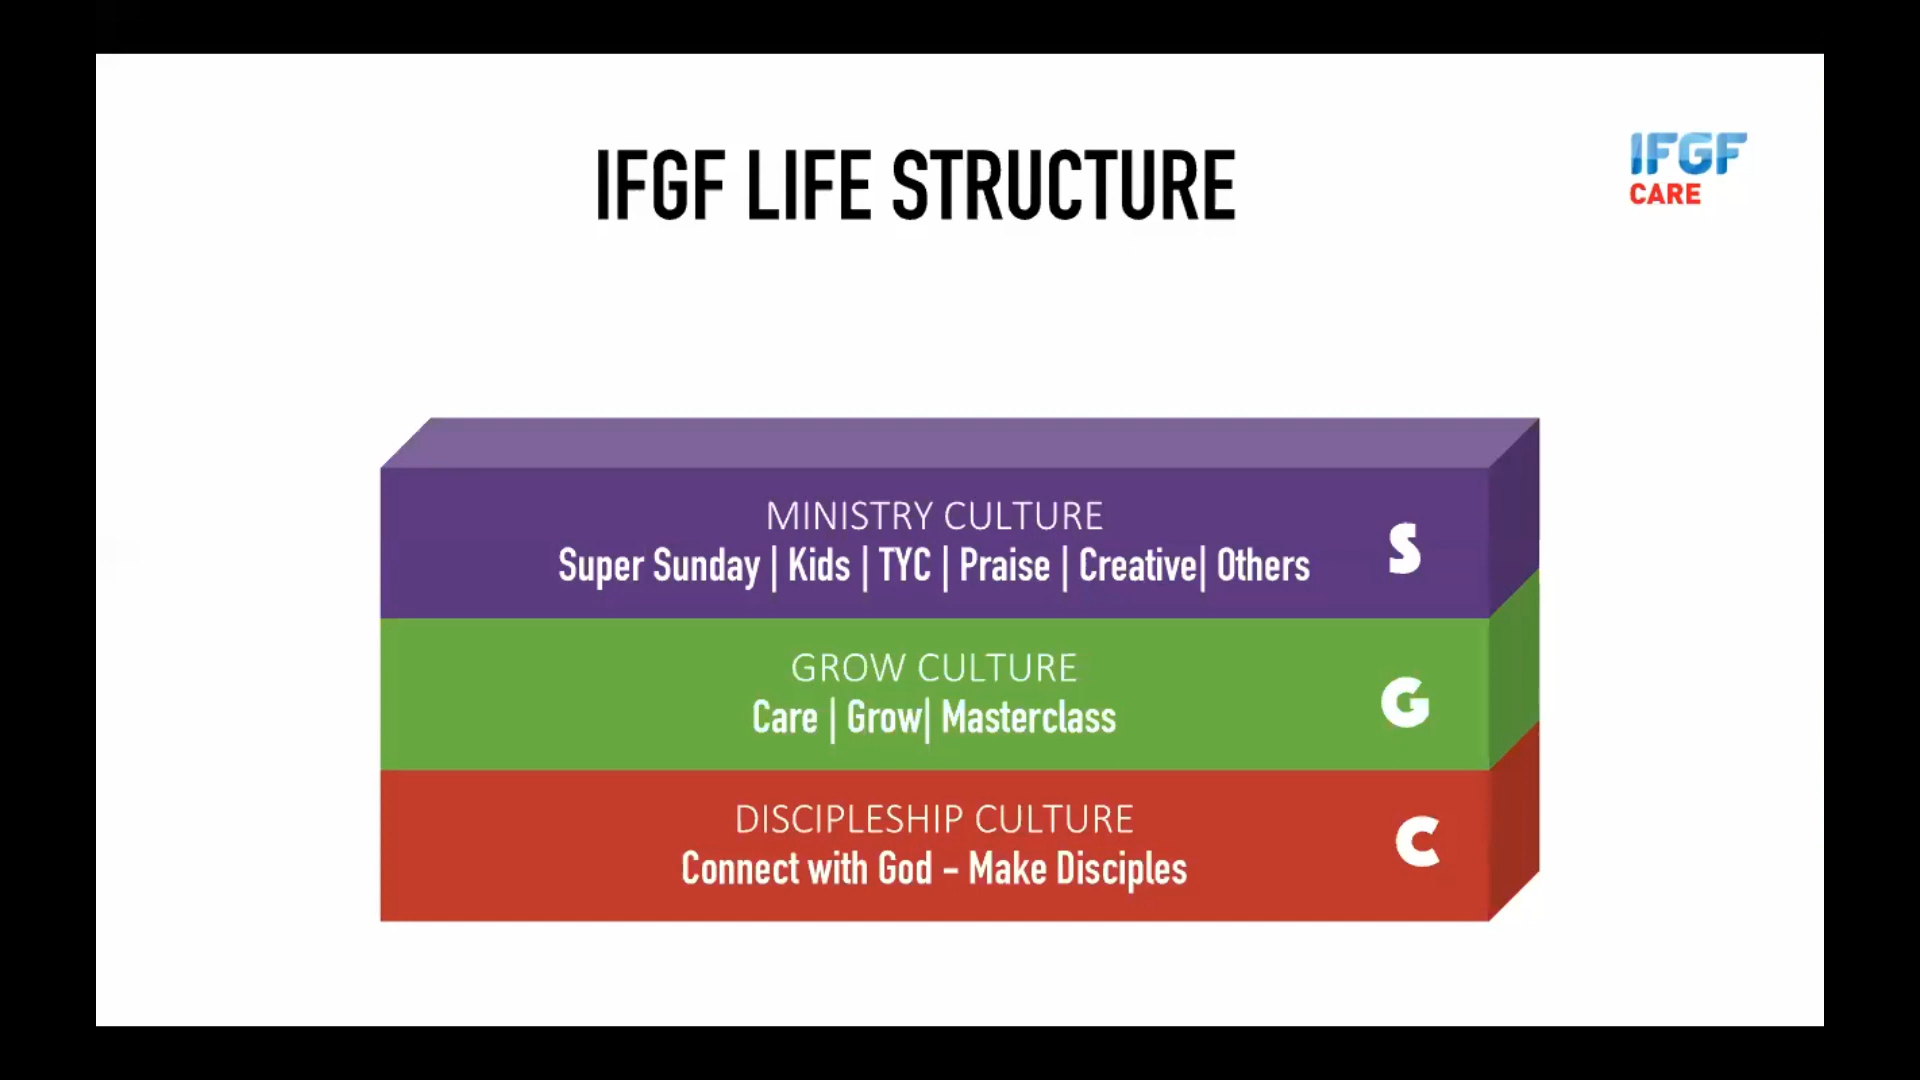 IFGF LIFE STRUCTURE
IFGF
CARE
MINISTRY CULTURE
Super Sunday | Kids | TYC | Praise | Creative| Others
S
GROW CULTURE
Care | Grow| Masterclass
G
DISCIPLESHIP CULTURE
Connect with God – Make Disciples
C